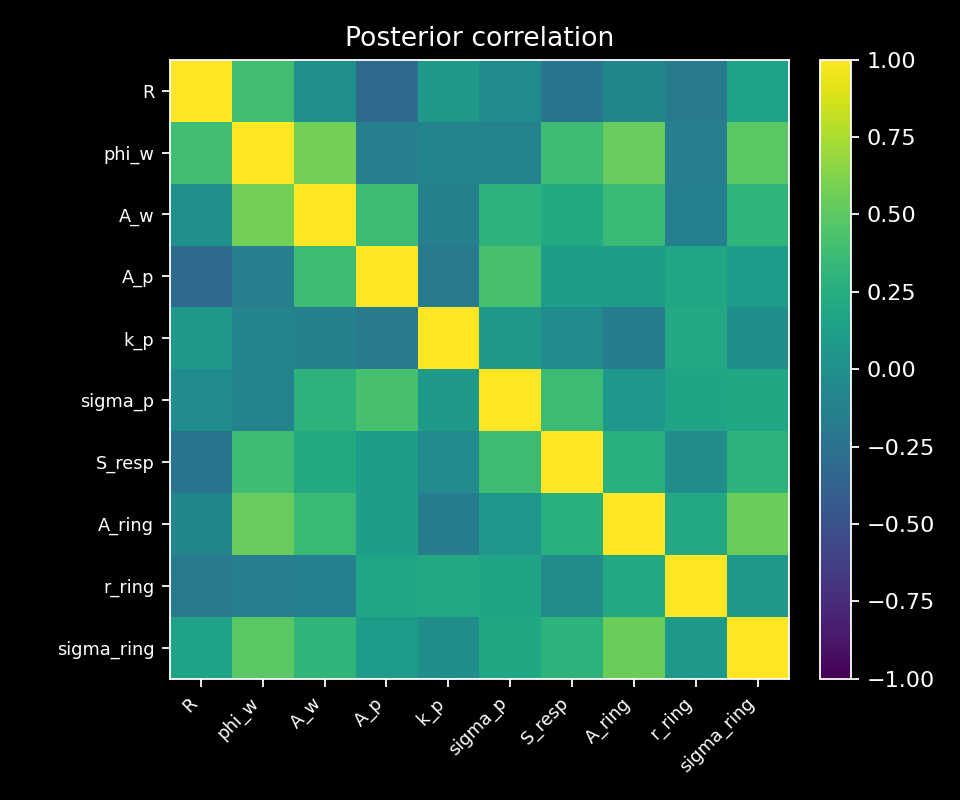 Posterior correlation
R
phi_w
A_w
A_p
k_p
sigma_p
S_resp
A_ring
r_ring
sigma_ring
R
phi_w
A_w
A_p
k_p
sigma_p
S_resp
A_ring
r_ring
sigma_ring
1.00
0.75
0.50
0.25
0.00
−0.25
−0.50
−0.75
−1.00